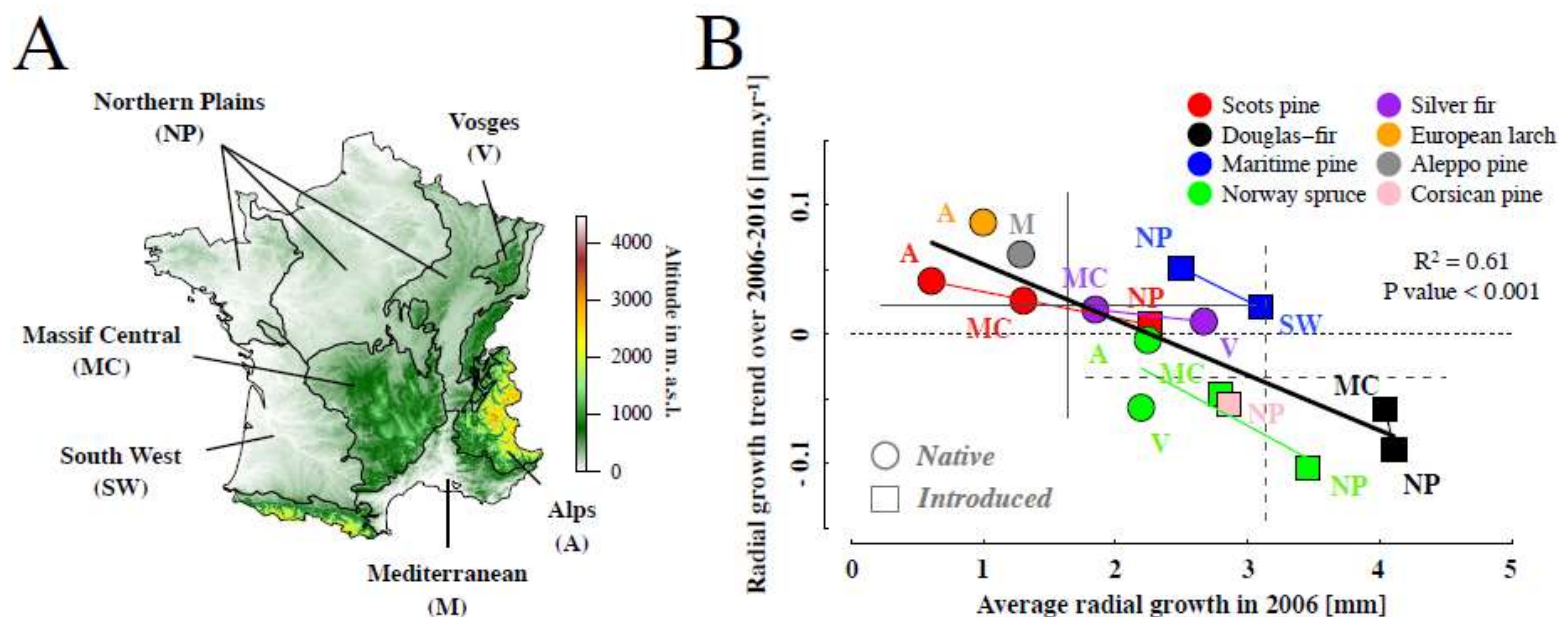 A
Northern Plains
(NP)
Vosges
(V)
Massif Central
(MC)
South West
(SW)
Mediterranean
(M)
Alps
(A)
4000
3000
2000
1000
0
Altitude in m. a.s.l.
B
Radial growth trend over 2006-2016 [mm.yr⁻¹]
0.1
0
- 0.1
Scots pine
Douglas–fir
Maritime pine
Norway spruce
Silver fir
European larch
Aleppo pine
Corsican pine
R² = 0.61
P value < 0.001
A
M
A
MC
MC
NP
NP
SW
V
A
MC
V
NP
NP
MC
NP
Native
Introduced
0
1
2
3
4
5
Average radial growth in 2006 [mm]